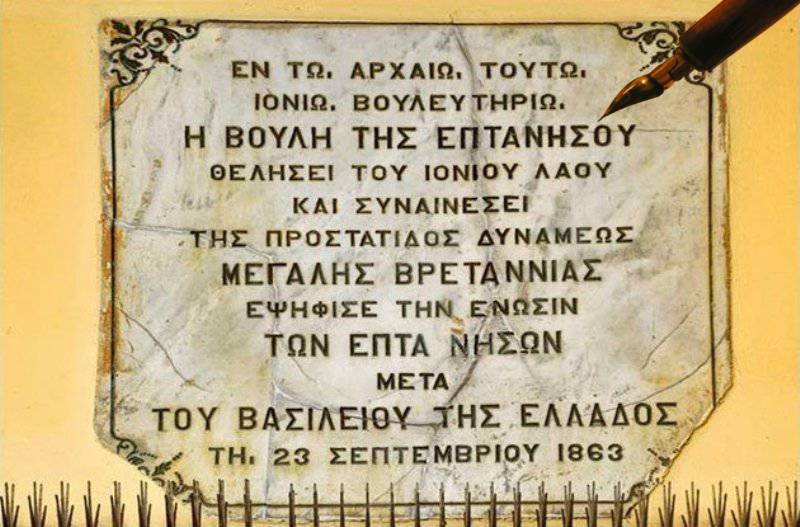 ΕΝ ΤΩ. ΑΡΧΑΙΩ. ΤΟΥΤΩ.
ΙΟΝΙΩ. ΒΟΥΛΕΥΤΗΡΙΩ.
Η ΒΟΥΛΗ ΤΗΣ ΕΠΤΑΝΗΣΟΥ
ΘΕΛΗΣΕΙ ΤΟΥ ΙΟΝΙΟΥ ΛΑΟΥ
ΚΑΙ ΣΥΝΑΙΝΕΣΕΙ
ΤΗΣ ΠΡΟΣΤΑΤΙΔΟΣ ΔΥΝΑΜΕΩΣ
ΜΕΓΑΛΗΣ ΒΡΕΤΑΝΝΙΑΣ
ΕΨΗΦΙΣΕ ΤΗΝ ΕΝΩΣΙΝ
ΤΩΝ ΕΠΤΑ ΝΗΣΩΝ
ΜΕΤΑ
ΤΟΥ ΒΑΣΙΛΕΙΟΥ ΤΗΣ ΕΛΛΑΔΟΣ
ΤΗ. 23 ΣΕΠΤΕΜΒΡΙΟΥ 1863